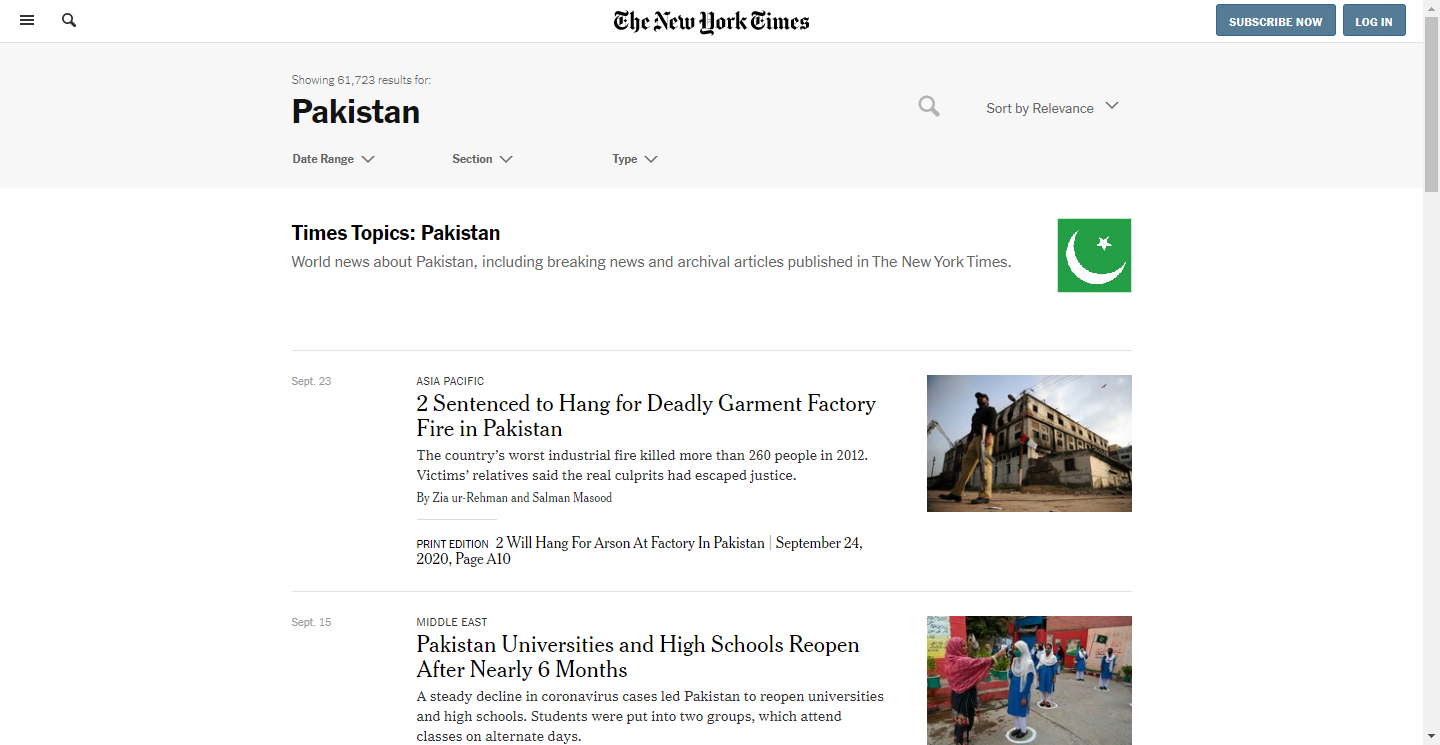 The New York Times
SUBSCRIBE NOW
LOG IN
Showing 61,723 results for:
Pakistan
Sort by Relevance
Date Range
Section
Type
Times Topics: Pakistan
World news about Pakistan, including breaking news and archival articles published in The New York Times.
Sept. 23
ASIA PACIFIC
2 Sentenced to Hang for Deadly Garment Factory
Fire in Pakistan
The country’s worst industrial fire killed more than 260 people in 2012.
Victims’ relatives said the real culprits had escaped justice.
By Zia ur-Rehman and Salman Masood
PRINT EDITION 2 Will Hang For Arson At Factory In Pakistan | September 24,
2020, Page A10
Sept. 15
MIDDLE EAST
Pakistan Universities and High Schools Reopen
After Nearly 6 Months
A steady decline in coronavirus cases led Pakistan to reopen universities
and high schools. Students were put into two groups, which attend
classes on alternate days.